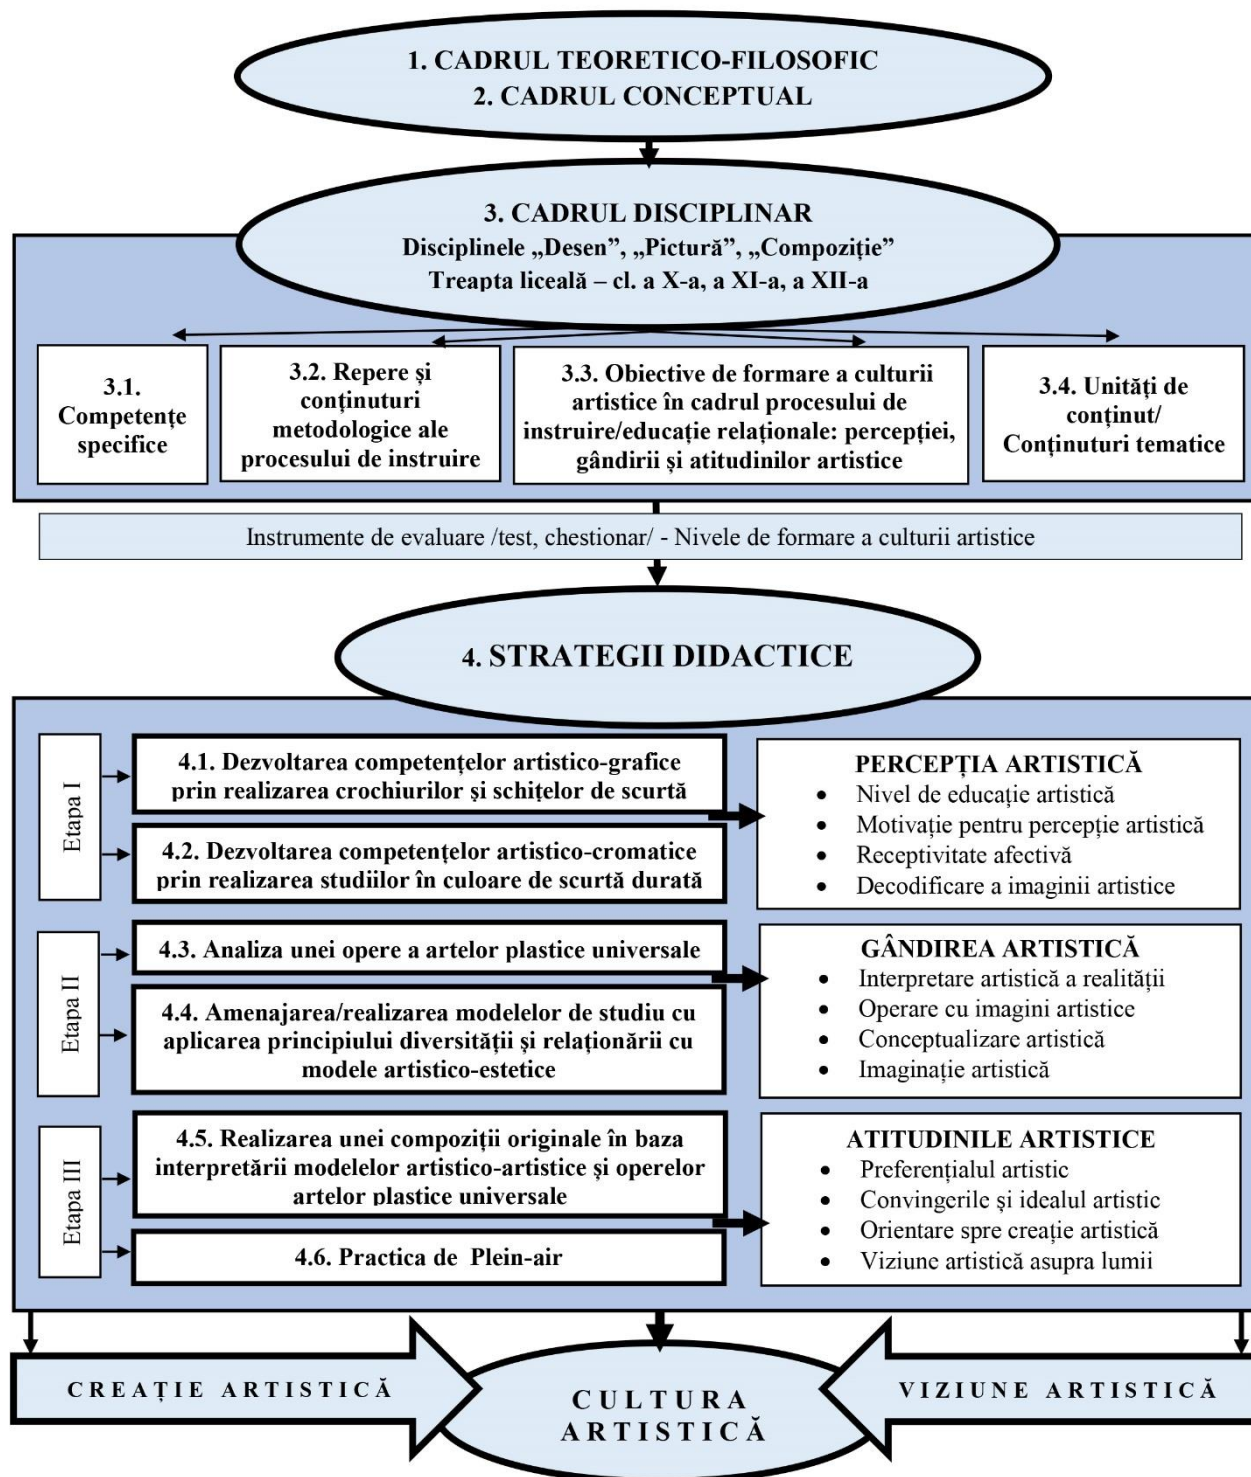 1. CADRUL TEORETICO-FILOSOFIC
2. CADRUL CONCEPTUAL
3. CADRUL DISCIPLINAR
Disciplinele „Desen”, „Pictură”, „Compoziție”
Treapta liceală – cl. a X-a, a XI-a, a XII-a
3.1.
Competențe
specifice
3.2. Repere și
conținuturi
metodologice ale
procesului de instruire
3.3. Obiective de formare a culturii
artistice în cadrul procesului de
instruire/educație relaționale: percepției,
gândirii și atitudinilor artistice
3.4. Unități de
conținut/
Conținuturi tematice
Instrumente de evaluare /test, chestionar/ - Nivele de formare a culturii artistice
4. STRATEGII DIDACTICE
Etapa I
4.1. Dezvoltarea competențelor artistico-grafice
prin realizarea crochiurilor și schițelor de scurtă
4.2. Dezvoltarea competențelor artistico-cromatice
prin realizarea studiilor în culoare de scurtă durată
PERCEPȚIA ARTISTICĂ
• Nivel de educație artistică
• Motivație pentru percepție artistică
• Receptivitate afectivă
• Decodificare a imaginii artistice
Etapa II
4.3. Analiza unei opere a artelor plastice universale
4.4. Amenajarea/realizarea modelelor de studiu cu
aplicarea principiului diversității și relaționării cu
modele artistico-estetice
GÂNDIREA ARTISTICĂ
• Interpretare artistică a realității
• Operare cu imagini artistice
• Conceptualizare artistică
• Imaginație artistică
Etapa III
4.5. Realizarea unei compoziții originale în baza
interpretării modelelor artistico-artistice și operelor
artelor plastice universale
4.6. Practica de Plein-air
ATITUDINILE ARTISTICE
• Preferențialul artistic
• Convingerile și idealul artistic
• Orientare spre creație artistică
• Viziune artistică asupra lumii
CREAȚIE ARTISTICĂ
CULTURA
ARTISTICĂ
VIZIUNE ARTISTICĂ